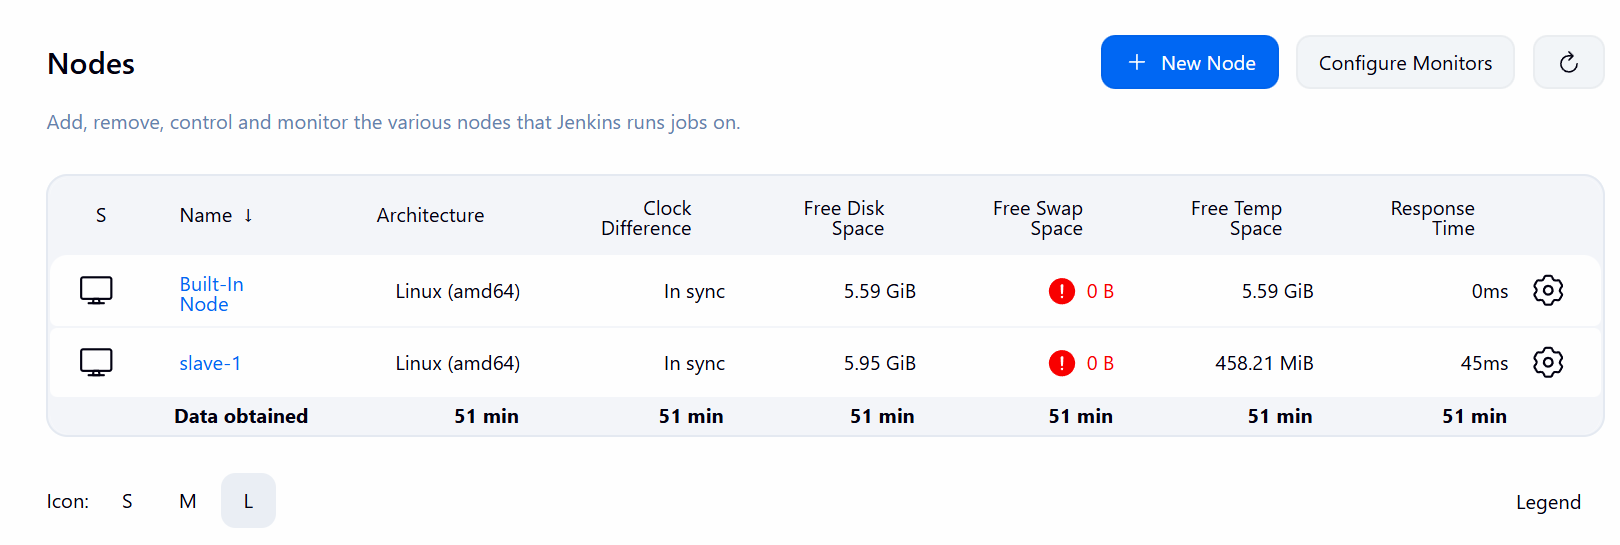 Nodes
+ New Node
Configure Monitors
Add, remove, control and monitor the various nodes that Jenkins runs jobs on.
S Name ↓ Architecture Clock Difference Free Disk Space Free Swap Space Free Temp Space Response Time
Built-In Node Linux (amd64) In sync 5.59 GiB ! 0 B 5.59 GiB 0ms
slave-1 Linux (amd64) In sync 5.95 GiB ! 0 B 458.21 MiB 45ms
Data obtained 51 min 51 min 51 min 51 min 51 min 51 min
Icon: S M L
Legend